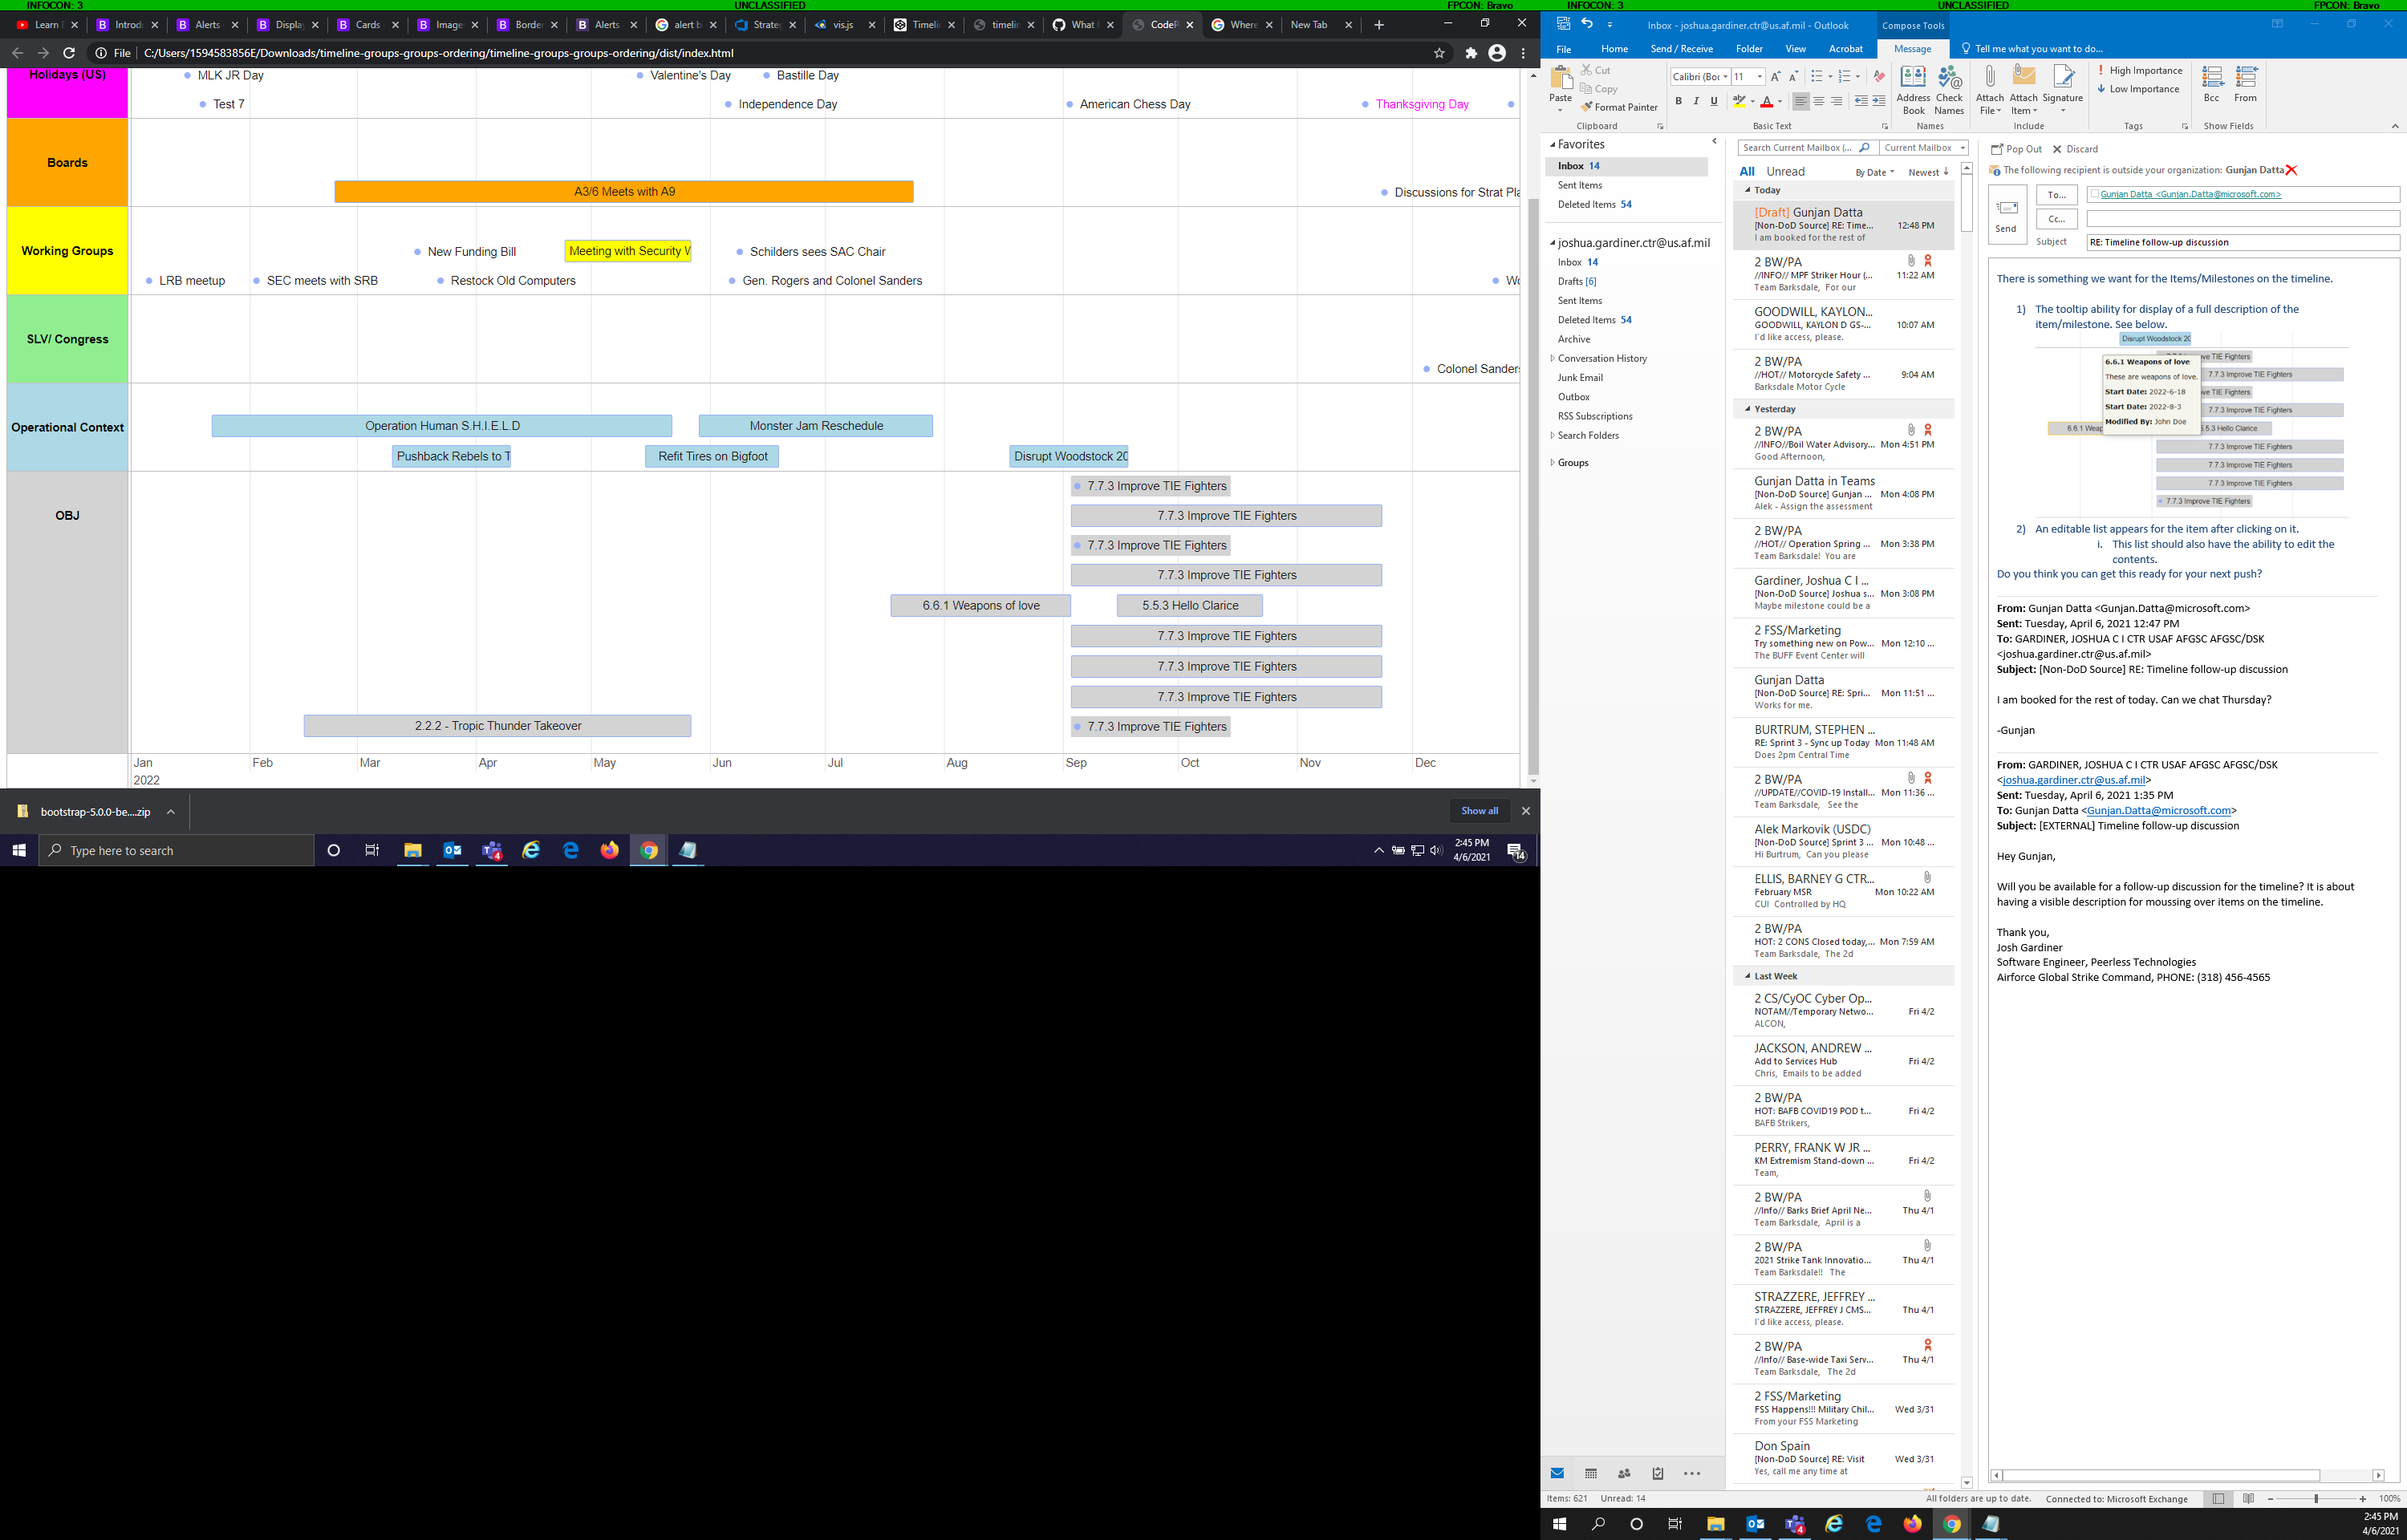 INFOCON: 3 UNCLASSIFIED FPCON: Bravo
Learn B Introdu Alerts Display Cards Image Border Alerts alert b Strate vis.js Timelin timelin What CodeP Where New Tab
File C:/Users/1594583856E/Downloads/timeline-groups-groups-ordering/timeline-groups-groups-ordering/dist/index.html
Holidays (US)
MLK JR Day Valentine's Day Bastille Day
Test 7 Independence Day American Chess Day Thanksgiving Day
Boards
A3/6 Meets with A9 Discussions for Strat Pla
Working Groups
New Funding Bill Meeting with Security W Schilders sees SAC Chair
LRB meetup SEC meets with SRB Restock Old Computers Gen. Rogers and Colonel Sanders Wo
SLV/ Congress
Colonel Sanders
Operational Context
Operation Human S.H.I.E.L.D Monster Jam Reschedule
Pushback Rebels to T Refit Tires on Bigfoot Disrupt Woodstock 20
OBJ
7.7.3 Improve TIE Fighters
7.7.3 Improve TIE Fighters
7.7.3 Improve TIE Fighters
7.7.3 Improve TIE Fighters
6.6.1 Weapons of love 5.5.3 Hello Clarice
7.7.3 Improve TIE Fighters
7.7.3 Improve TIE Fighters
7.7.3 Improve TIE Fighters
2.2.2 - Tropic Thunder Takeover 7.7.3 Improve TIE Fighters
Jan Feb Mar Apr May Jun Jul Aug Sep Oct Nov Dec
2022
bootstrap-5.0.0-be....zip Show all
Type here to search 4 2:45 PM
4/6/2021 14
INFOCON: 3 UNCLASSIFIED FPCON: Bravo
Inbox - joshua.gardiner.ctr@us.af.mil - Outlook Compose Tools
File Home Send / Receive Folder View Acrobat Message Tell me what you want to do...
Paste Cut Copy Format Painter
Calibri (Boc 11 B I U
Address Book Check Names Attach File Attach Item Signature High Importance Low Importance Bcc From
Clipboard Basic Text Names Include Tags Show Fields
Favorites
Inbox 14
Sent Items
Deleted Items 54
joshua.gardiner.ctr@us.af.mil
Inbox 14
Drafts [6]
Sent Items
Deleted Items 54
Archive
Conversation History
Junk Email
Outbox
RSS Subscriptions
Search Folders
Groups
Search Current Mailbox (... Current Mailbox
All Unread By Date Newest
Today
[Draft] Gunjan Datta
[Non-DoD Source] RE: Time... 12:48 PM
I am booked for the rest of
2 BW/PA
//INFO// MPF Striker Hour (... 11:22 AM
Team Barksdale, For our
GOODWILL, KAYLON...
GOODWILL, KAYLON D GS-... 10:07 AM
I'd like access, please.
2 BW/PA
//HOT// Motorcycle Safety ... 9:04 AM
Barksdale Motor Cycle
Yesterday
2 BW/PA
//INFO//Boil Water Advisory... Mon 4:51 PM
Good Afternoon,
Gunjan Datta in Teams
[Non-DoD Source] Gunjan ... Mon 4:08 PM
Alek - Assign the assessment
2 BW/PA
//HOT// Operation Spring ... Mon 3:38 PM
Team Barksdale! You are
Gardiner, Joshua C I ...
[Non-DoD Source] Joshua s... Mon 3:08 PM
Maybe milestone could be a
2 FSS/Marketing
Try something new on Pow... Mon 12:10 ...
The BUFF Event Center will
Gunjan Datta
[Non-DoD Source] RE: Spri... Mon 11:51 ...
Works for me.
BURTRUM, STEPHEN ...
RE: Sprint 3 - Sync up Today Mon 11:48 AM
Does 2pm Central Time
2 BW/PA
//UPDATE//COVID-19 Install... Mon 11:36 ...
Team Barksdale, See the
Alek Markovik (USDC)
[Non-DoD Source] Sprint 3 ... Mon 10:48 ...
Hi Burtrum, Can you please
ELLIS, BARNEY G CTR...
February MSR Mon 10:22 AM
CUI Controlled by HQ
2 BW/PA
HOT: 2 CONS Closed today,... Mon 7:59 AM
Team Barksdale, The 2d
Last Week
2 CS/CyOC Cyber Op...
NOTAM//Temporary Netwo... Fri 4/2
ALCON,
JACKSON, ANDREW ...
Add to Services Hub Fri 4/2
Chris, Emails to be added
2 BW/PA
HOT: BAFB COVID19 POD t... Fri 4/2
BAFB Strikers,
PERRY, FRANK W JR ...
KM Extremism Stand-down ... Fri 4/2
Team,
2 BW/PA
//Info// Barks Brief April Ne... Thu 4/1
Team Barksdale, April is a
2 BW/PA
2021 Strike Tank Innovatio... Thu 4/1
Team Barksdale!! The
STRAZZERE, JEFFREY ...
STRAZZERE, JEFFREY J CMS... Thu 4/1
I'd like access, please.
2 BW/PA
//Info// Base-wide Taxi Serv... Thu 4/1
Team Barksdale, The 2d
2 FSS/Marketing
FSS Happens!!! Military Chil... Wed 3/31
From your FSS Marketing
Don Spain
[Non-DoD Source] RE: Visit Wed 3/31
Yes, call me any time at
Pop Out Discard
The following recipient is outside your organization: Gunjan Datta
Send To... Gunjan Datta <Gunjan.Datta@microsoft.com>
Cc...
Subject RE: Timeline follow-up discussion
There is something we want for the Items/Milestones on the timeline.
1) The tooltip ability for display of a full description of the
item/milestone. See below.
Disrupt Woodstock 20
ve TIE Fighters
6.6.1 Weapons of love
These are weapons of love. 7.7.3 Improve TIE Fighters
Start Date: 2022-6-18 ve TIE Fighters
Start Date: 2022-8-3 7.7.3 Improve TIE Fighters
Modified By: John Doe
6.6.1 Weap 5.5.3 Hello Clarice
7.7.3 Improve TIE Fighters
7.7.3 Improve TIE Fighters
7.7.3 Improve TIE Fighters
7.7.3 Improve TIE Fighters
2) An editable list appears for the item after clicking on it.
i. This list should also have the ability to edit the
contents.
Do you think you can get this ready for your next push?
From: Gunjan Datta <Gunjan.Datta@microsoft.com>
Sent: Tuesday, April 6, 2021 12:47 PM
To: GARDINER, JOSHUA C I CTR USAF AFGSC AFGSC/DSK
<joshua.gardiner.ctr@us.af.mil>
Subject: [Non-DoD Source] RE: Timeline follow-up discussion
I am booked for the rest of today. Can we chat Thursday?
-Gunjan
From: GARDINER, JOSHUA C I CTR USAF AFGSC AFGSC/DSK
<joshua.gardiner.ctr@us.af.mil>
Sent: Tuesday, April 6, 2021 1:35 PM
To: Gunjan Datta <Gunjan.Datta@microsoft.com>
Subject: [EXTERNAL] Timeline follow-up discussion
Hey Gunjan,
Will you be available for a follow-up discussion for the timeline? It is about
having a visible description for moussing over items on the timeline.
Thank you,
Josh Gardiner
Software Engineer, Peerless Technologies
Airforce Global Strike Command, PHONE: (318) 456-4565
Items: 621 Unread: 14 All folders are up to date. Connected to: Microsoft Exchange 100%
4 2:45 PM
4/6/2021